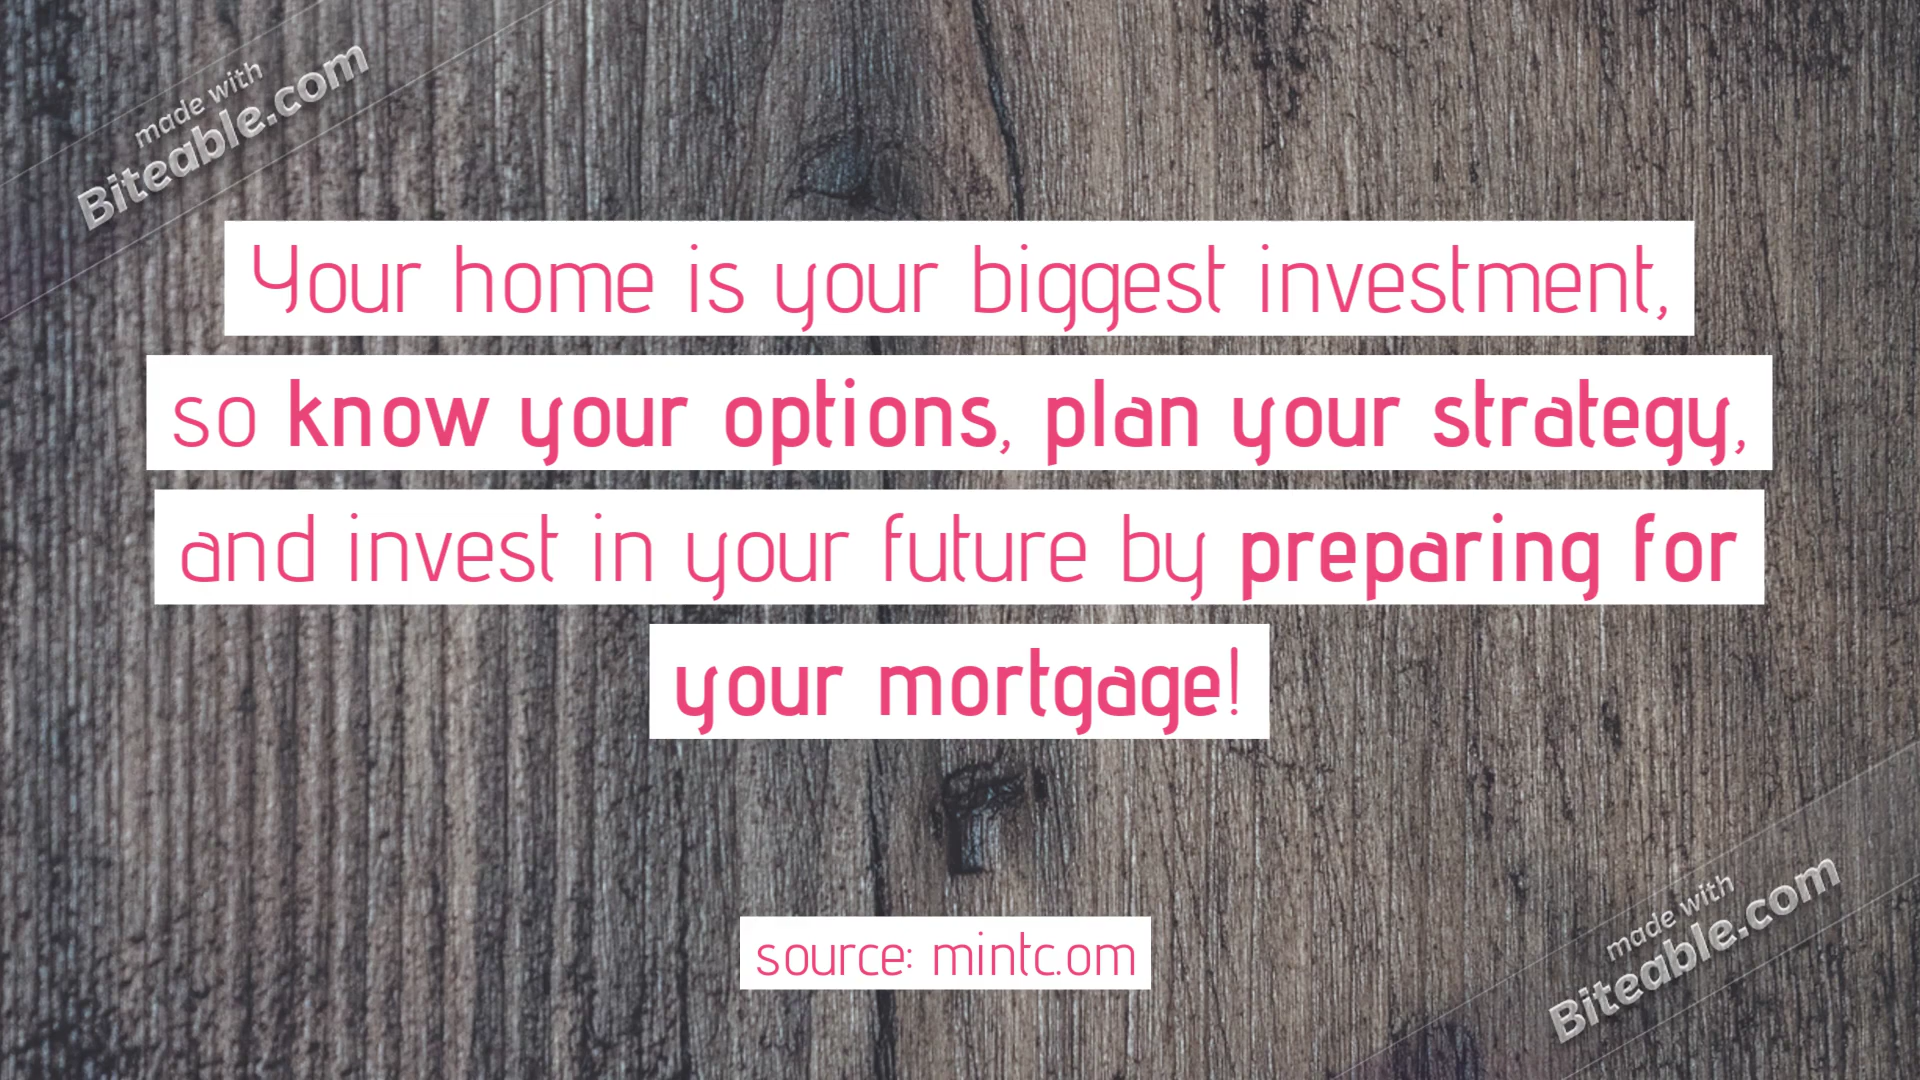 made with
Biteable.com
Your home is your biggest investment,
so know your options, plan your strategy,
and invest in your future by preparing for
your mortgage!
source: mintc.om
made with
Biteable.com